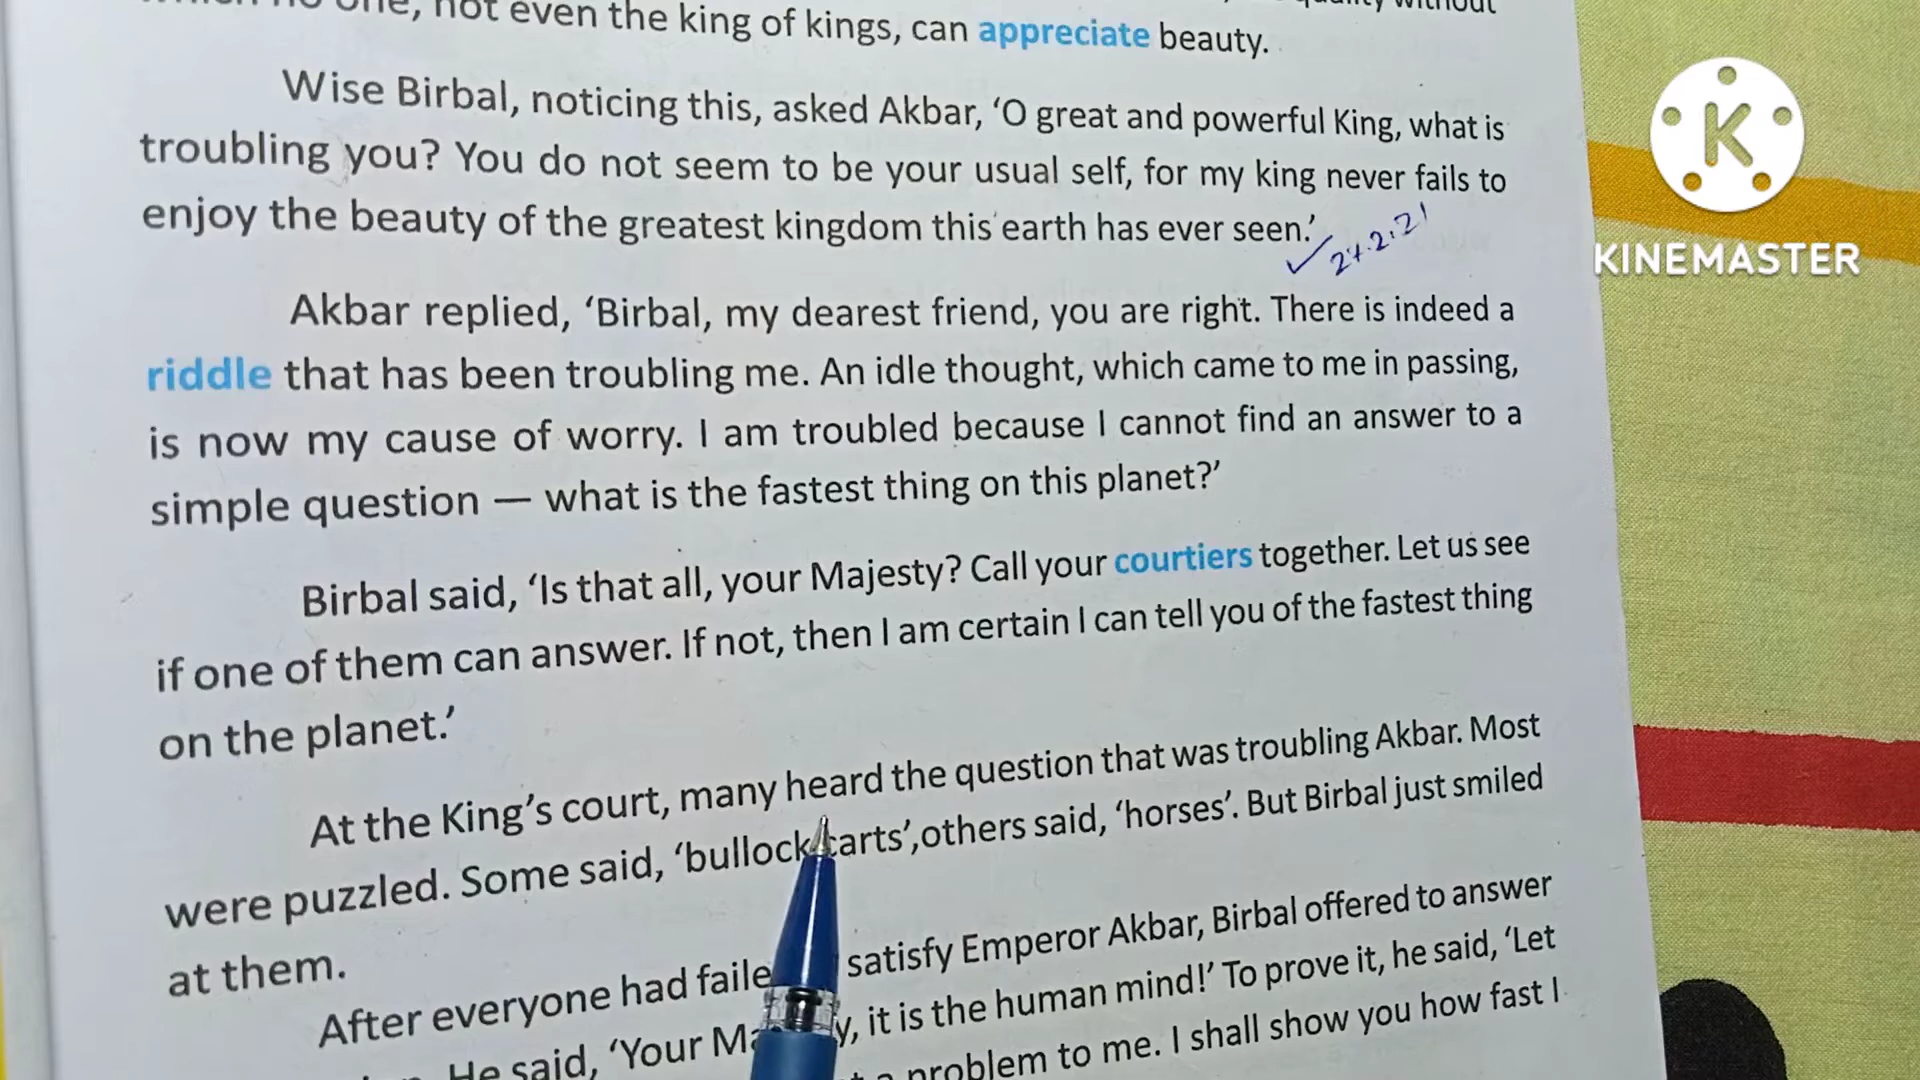 no one, not even the king of kings, can appreciate beauty. without
Wise Birbal, noticing this, asked Akbar, ‘O great and powerful King, what is
troubling you? You do not seem to be your usual self, for my king never fails to
enjoy the beauty of the greatest kingdom this earth has ever seen.’
Akbar replied, ‘Birbal, my dearest friend, you are right. There is indeed a
riddle that has been troubling me. An idle thought, which came to me in passing,
is now my cause of worry. I am troubled because I cannot find an answer to a
simple question — what is the fastest thing on this planet?’
Birbal said, ‘Is that all, your Majesty? Call your courtiers together. Let us see
if one of them can answer. If not, then I am certain I can tell you of the fastest thing
on the planet.’
At the King’s court, many heard the question that was troubling Akbar. Most
were puzzled. Some said, ‘bullock carts’,others said, ‘horses’. But Birbal just smiled
at them.
After everyone had faile satisfy Emperor Akbar, Birbal offered to answer
He said, ‘Your Ma y, it is the human mind!’ To prove it, he said, ‘Let
a problem to me. I shall show you how fast I
K
KINEMASTER